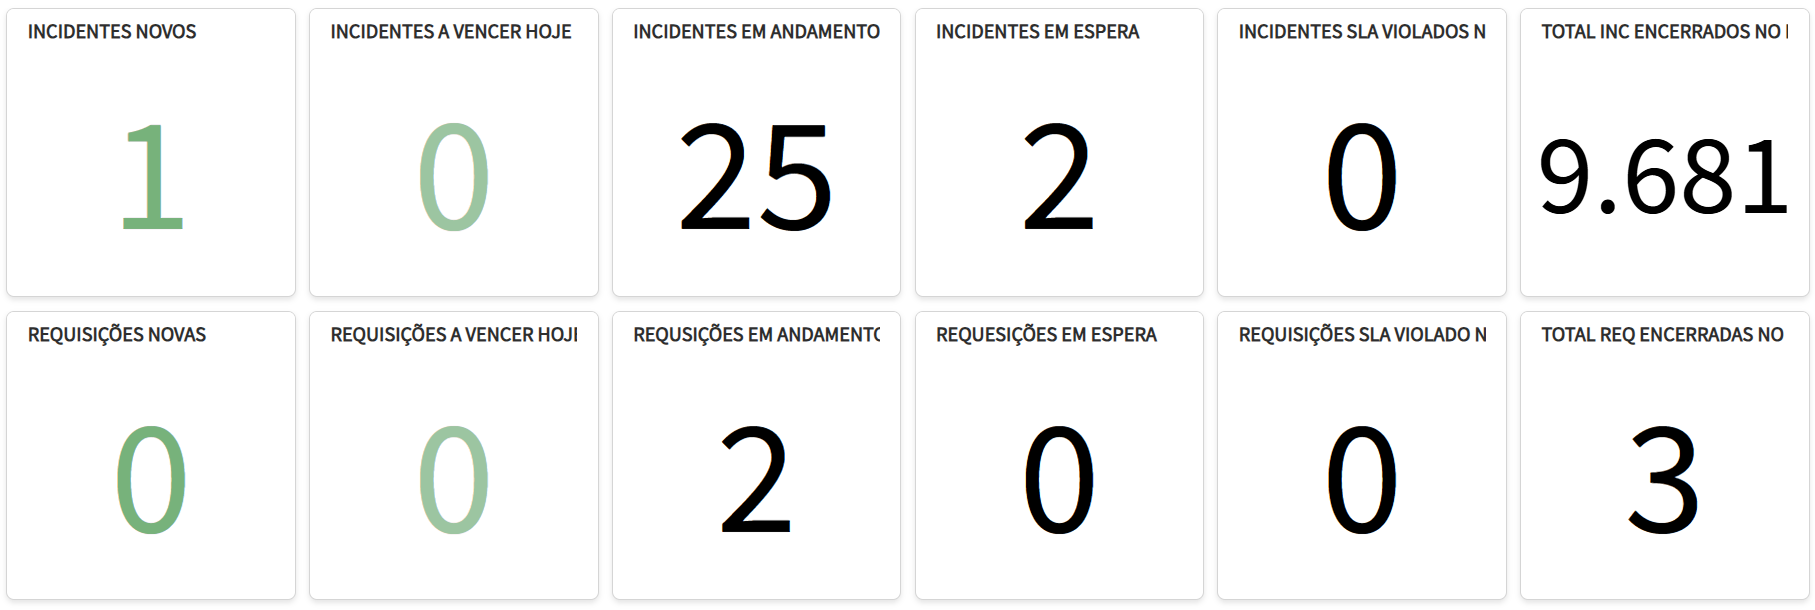 INCIDENTES NOVOS
1
INCIDENTES A VENCER HOJE
0
INCIDENTES EM ANDAMENTO
25
INCIDENTES EM ESPERA
2
INCIDENTES SLA VIOLADOS N
0
TOTAL INC ENCERRADOS NO
9.681
REQUISIÇÕES NOVAS
0
REQUISIÇÕES A VENCER HOJE
0
REQUSIÇÕES EM ANDAMENTO
2
REQUESIÇÕES EM ESPERA
0
REQUISIÇÕES SLA VIOLADO N
0
TOTAL REQ ENCERRADAS NO
3